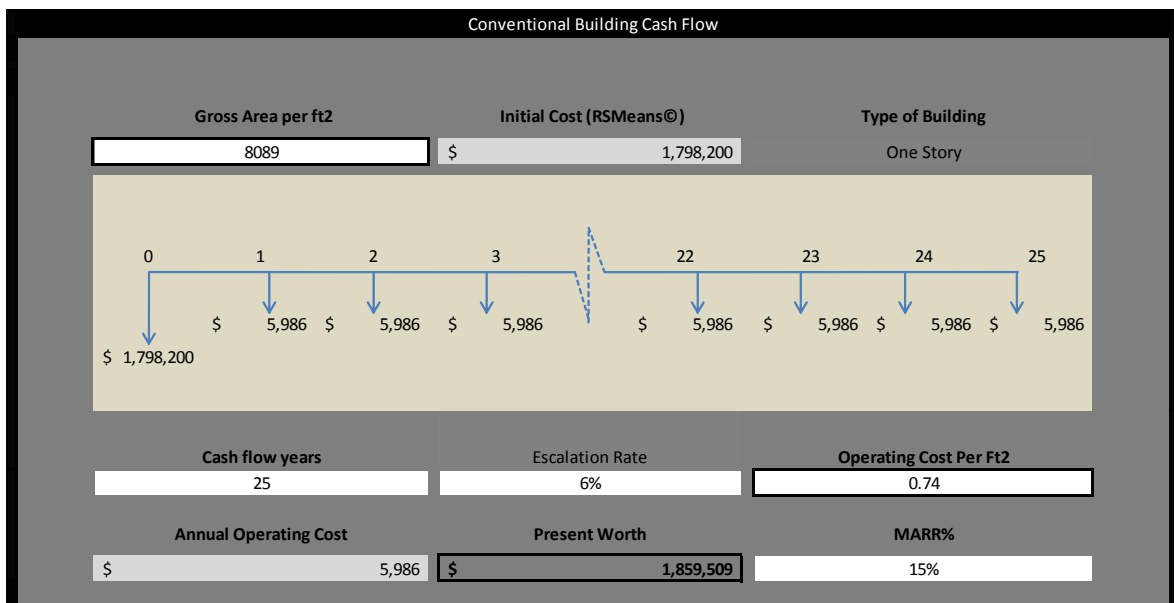 Conventional Building Cash Flow
Gross Area per ft2 Initial Cost (RSMeans©) Type of Building
8089 $ 1,798,200 One Story
0 1 2 3 22 23 24 25
$ 5,986 $ 5,986 $ 5,986 $ 5,986 $ 5,986 $ 5,986 $ 5,986
$ 1,798,200
Cash flow years Escalation Rate Operating Cost Per Ft2
25 6% 0.74
Annual Operating Cost Present Worth MARR%
$ 5,986 $ 1,859,509 15%